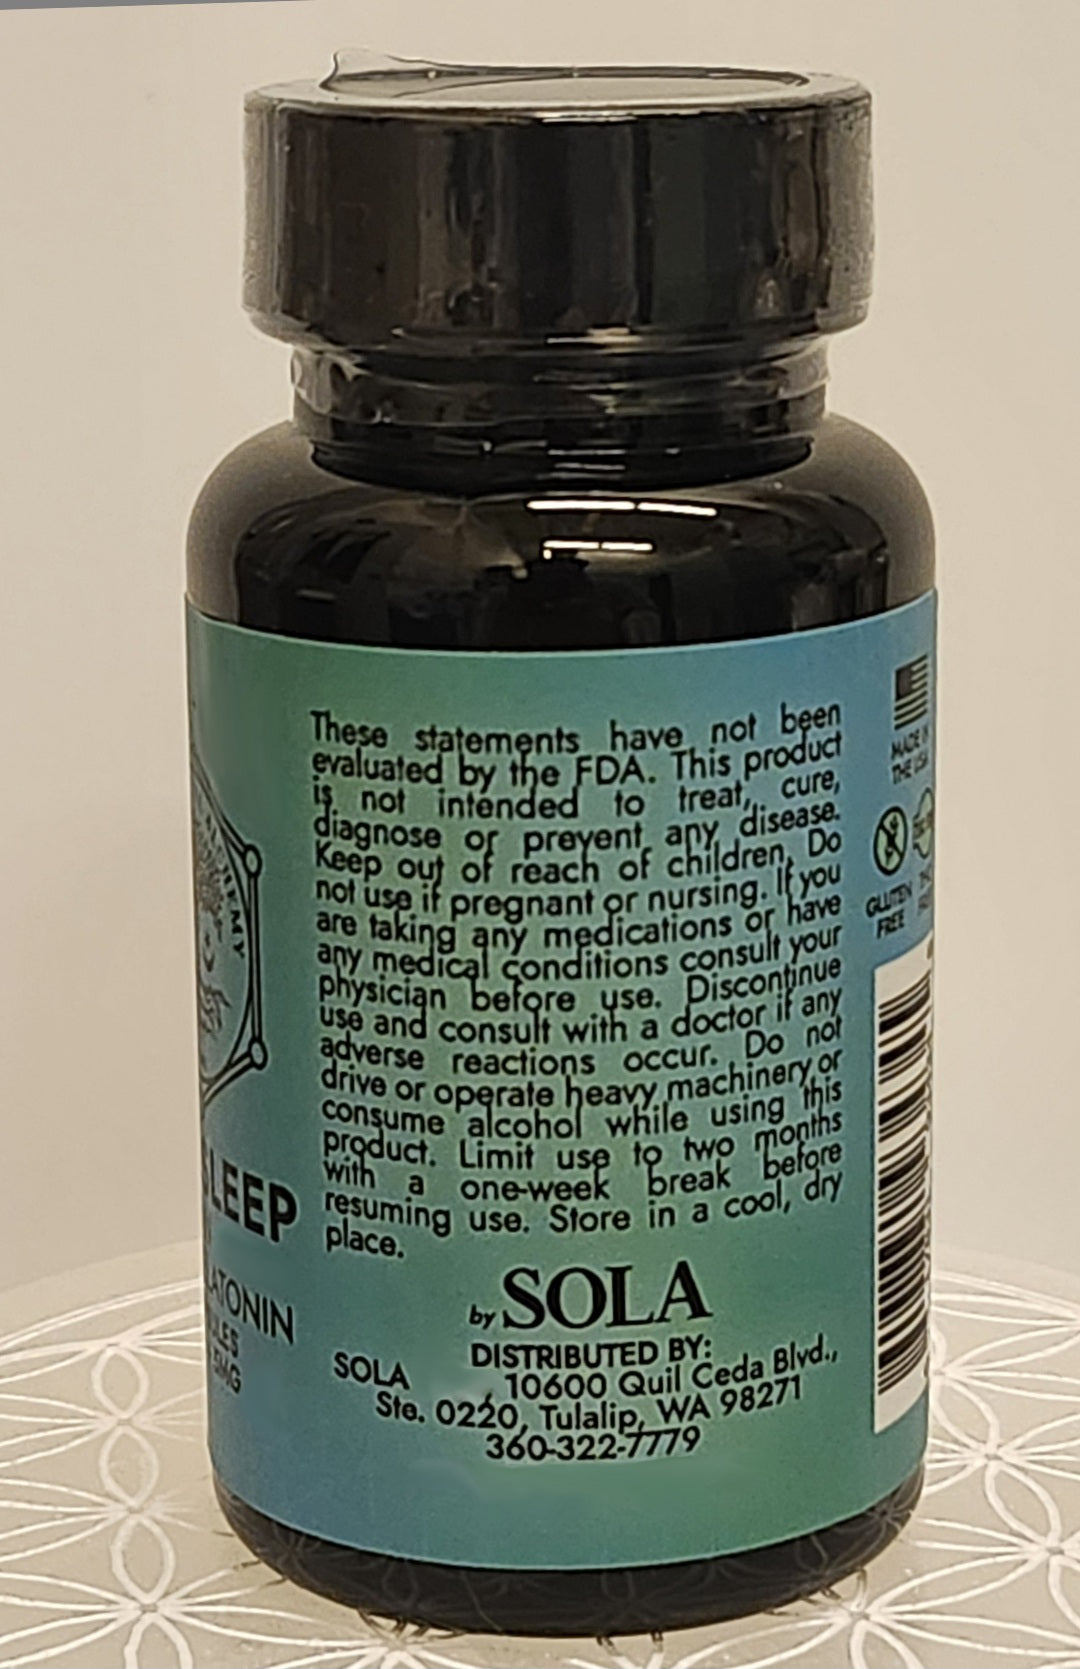 These statements have not been
evaluated by the FDA. This product
is not intended to treat, cure,
diagnose or prevent any disease.
Keep out of reach of children. Do
not use if pregnant or nursing. If you
are taking any medications or have
any medical conditions consult your
physician before use. Discontinue
use and consult with a doctor if any
adverse reactions occur. Do not
drive or operate heavy machinery or
consume alcohol while using this
product. Limit use to two months
with a one-week break before
resuming use. Store in a cool, dry
place.
by SOLA
DISTRIBUTED BY:
SOLA , 10600 Quil Ceda Blvd.,
Ste. 0220, Tulalip, WA 98271
360-322-7779
LEEP
ATONIN
MADE IN
THE USA
GLUTEN
FREE